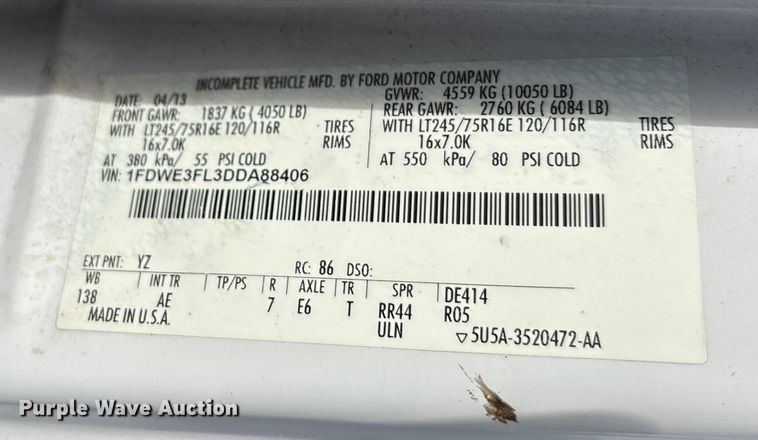 INCOMPLETE VEHICLE MFD. BY FORD MOTOR COMPANY
DATE: 04/13 GVWR: 4559 KG (10050 LB)
FRONT GAWR: 1837 KG ( 4050 LB) REAR GAWR: 2760 KG ( 6084 LB)
WITH LT245/75R16E 120/116R TIRES WITH LT245/75R16E 120/116R TIRES
16x7.0K RIMS 16x7.0K RIMS
AT 380 kPa/ 55 PSI COLD AT 550 kPa/ 80 PSI COLD
VIN: 1FDWE3FL3DDA88406
EXT PNT: YZ RC: 86 DSO:
WB INT TR TP/PS R AXLE TR SPR DE414
138 AE 7 E6 T RR44 R05
MADE IN U.S.A. ULN ▽5U5A-3520472-AA
Purple Wave Auction